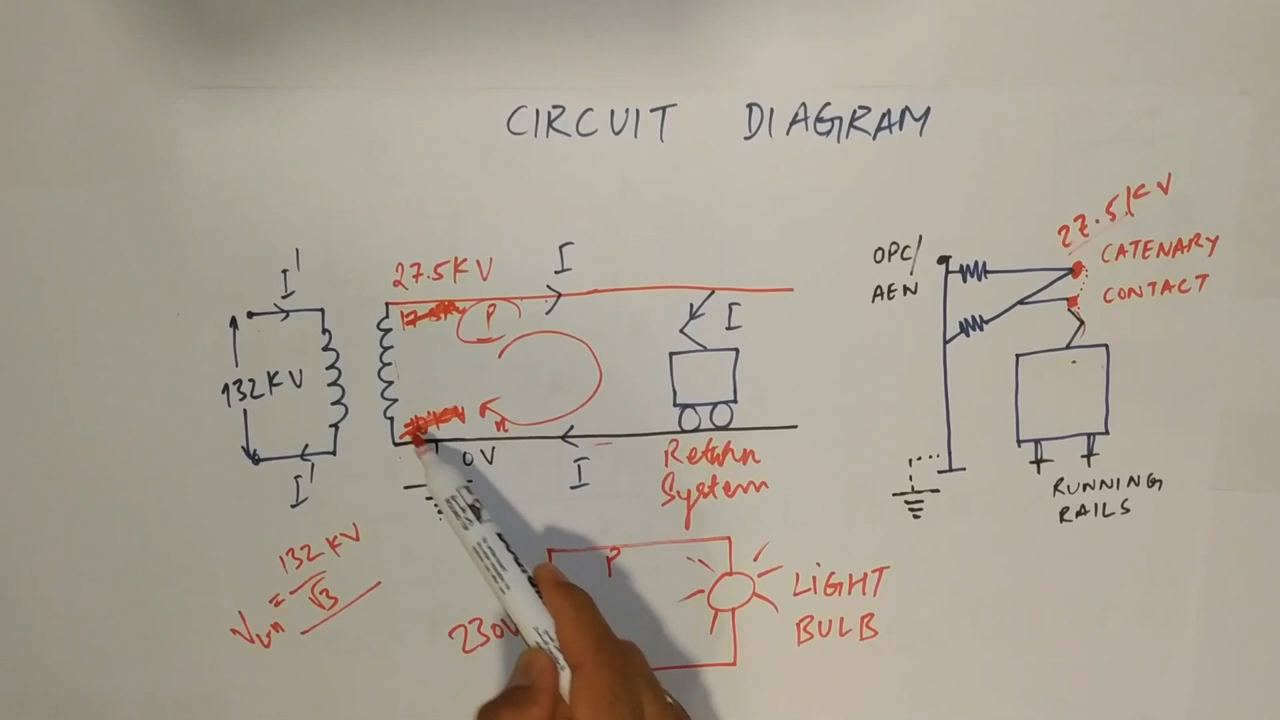 CIRCUIT DIAGRAM
27.5KV
OPC/
AEN
CATENARY
CONTACT
I'
27.5KV
I
P
I
132KV
n
0V
I
I'
Return
System
RUNNING
RAILS
132KV
√3
VLn =
P
230V
LIGHT
BULB